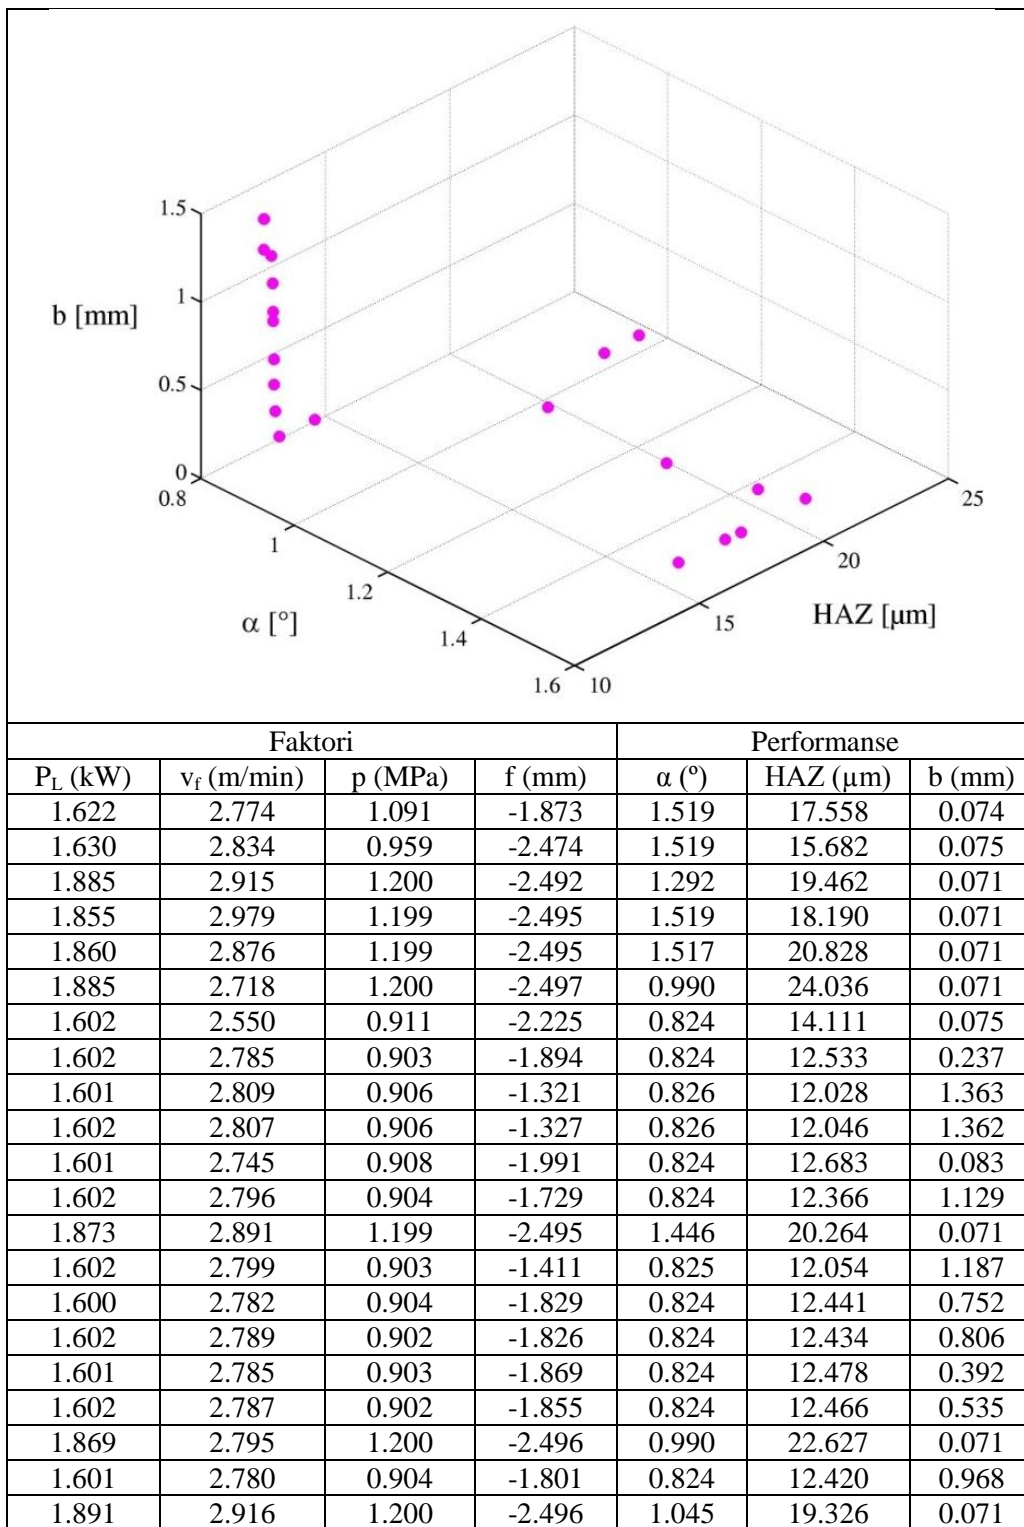 1.5
1
b [mm]
0.5
0
0.8
25
1
20
1.2
α [°]
HAZ [μm]
15
1.4
1.6 10
Faktori Performanse
P_L (kW) v_f (m/min) p (MPa) f (mm) α (º) HAZ (µm) b (mm)
1.622 2.774 1.091 -1.873 1.519 17.558 0.074
1.630 2.834 0.959 -2.474 1.519 15.682 0.075
1.885 2.915 1.200 -2.492 1.292 19.462 0.071
1.855 2.979 1.199 -2.495 1.519 18.190 0.071
1.860 2.876 1.199 -2.495 1.517 20.828 0.071
1.885 2.718 1.200 -2.497 0.990 24.036 0.071
1.602 2.550 0.911 -2.225 0.824 14.111 0.075
1.602 2.785 0.903 -1.894 0.824 12.533 0.237
1.601 2.809 0.906 -1.321 0.826 12.028 1.363
1.602 2.807 0.906 -1.327 0.826 12.046 1.362
1.601 2.745 0.908 -1.991 0.824 12.683 0.083
1.602 2.796 0.904 -1.729 0.824 12.366 1.129
1.873 2.891 1.199 -2.495 1.446 20.264 0.071
1.602 2.799 0.903 -1.411 0.825 12.054 1.187
1.600 2.782 0.904 -1.829 0.824 12.441 0.752
1.602 2.789 0.902 -1.826 0.824 12.434 0.806
1.601 2.785 0.903 -1.869 0.824 12.478 0.392
1.602 2.787 0.902 -1.855 0.824 12.466 0.535
1.869 2.795 1.200 -2.496 0.990 22.627 0.071
1.601 2.780 0.904 -1.801 0.824 12.420 0.968
1.891 2.916 1.200 -2.496 1.045 19.326 0.071